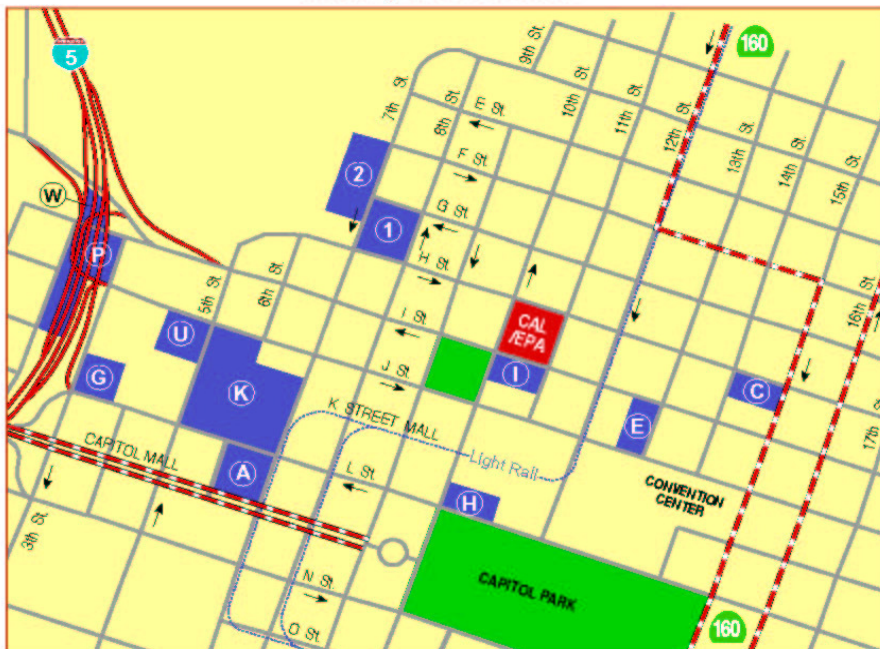 5
160
9th St.
7th St.
8th St.
E St.
10th St.
11th St.
12th St.
13th St.
14th St.
15th St.
F St.
2
W
G St.
1
P
H St.
5th St.
6th St.
I St.
CAL
/EPA
16th St.
U
J St.
I
G
K
C
K STREET MALL
E
17th St.
CAPITOL MALL
A
L St.
Light Rail
H
CONVENTION
CENTER
3th St.
N St.
CAPITOL PARK
O St.
160